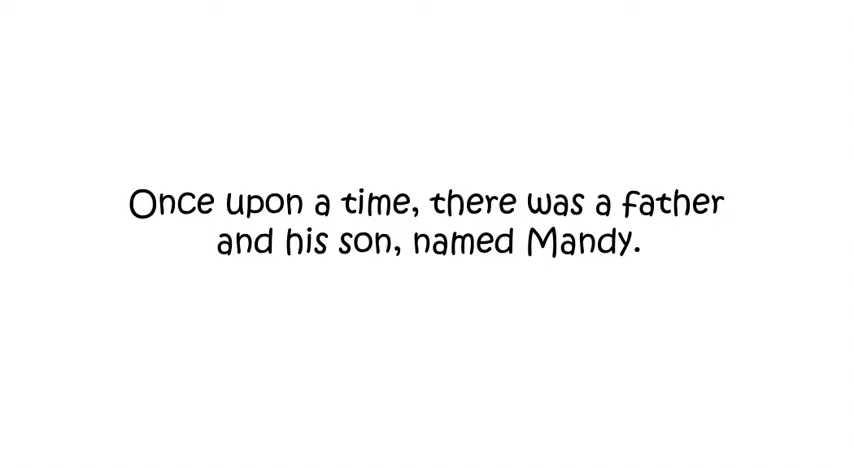 Once upon a time, there was a father
and his son, named Mandy.